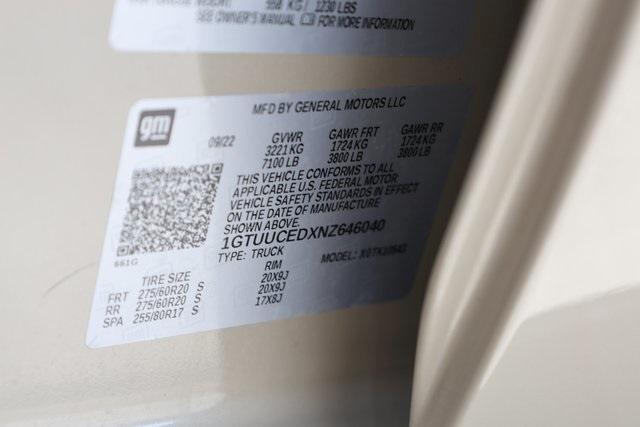 558 KG / 1230 LBS
SEE OWNER'S MANUAL FOR MORE INFORMATION
gm
MFD BY GENERAL MOTORS LLC
09/22 GVWR GAWR FRT GAWR RR
3221 KG 1724 KG 1724 KG
7100 LB 3800 LB 3800 LB
THIS VEHICLE CONFORMS TO ALL
APPLICABLE U.S. FEDERAL MOTOR
VEHICLE SAFETY STANDARDS IN EFFECT
ON THE DATE OF MANUFACTURE
SHOWN ABOVE.
1GTUUCEDXNZ646040
661G
TYPE: TRUCK MODEL:
TIRE SIZE RIM
FRT 275/60R20 S 20X9J
RR 275/60R20 S 20X9J
SPA 255/80R17 S 17X8J